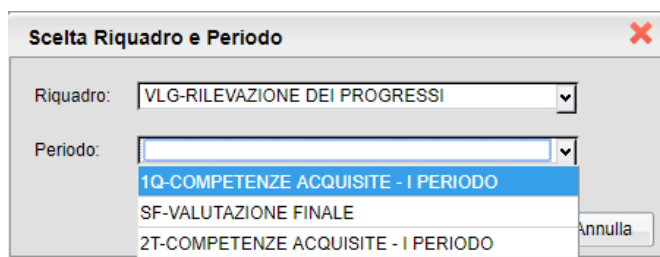 Scelta Riquadro e Periodo
Riquadro: VLG-RILEVAZIONE DEI PROGRESSI
Periodo:
1Q-COMPETENZE ACQUISITE - I PERIODO
SF-VALUTAZIONE FINALE
2T-COMPETENZE ACQUISITE - I PERIODO
Annulla